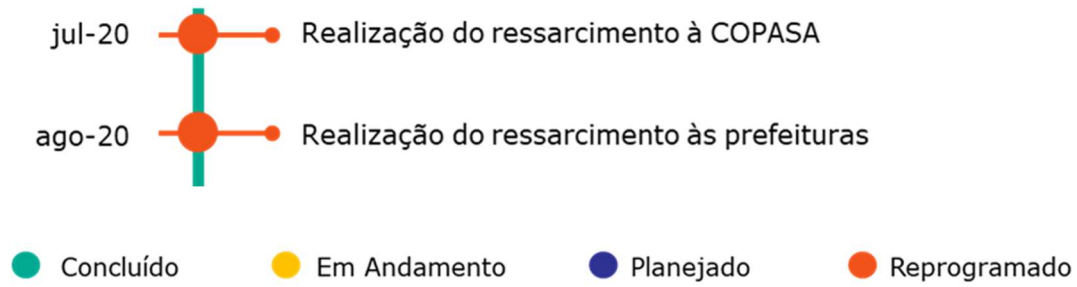 jul-20 Realização do ressarcimento à COPASA
ago-20 Realização do ressarcimento às prefeituras
Concluído Em Andamento Planejado Reprogramado